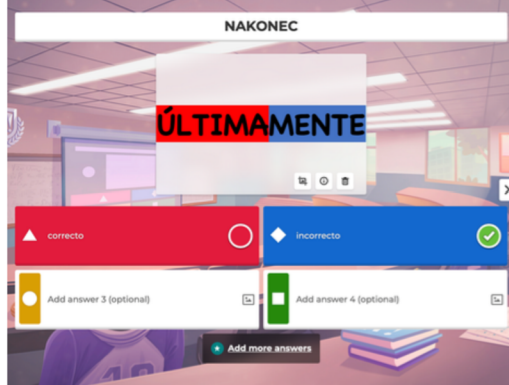 NAKONEC
ÚLTIMAMENTE
correcto
incorrecto
Add answer 3 (optional)
Add answer 4 (optional)
Add more answers